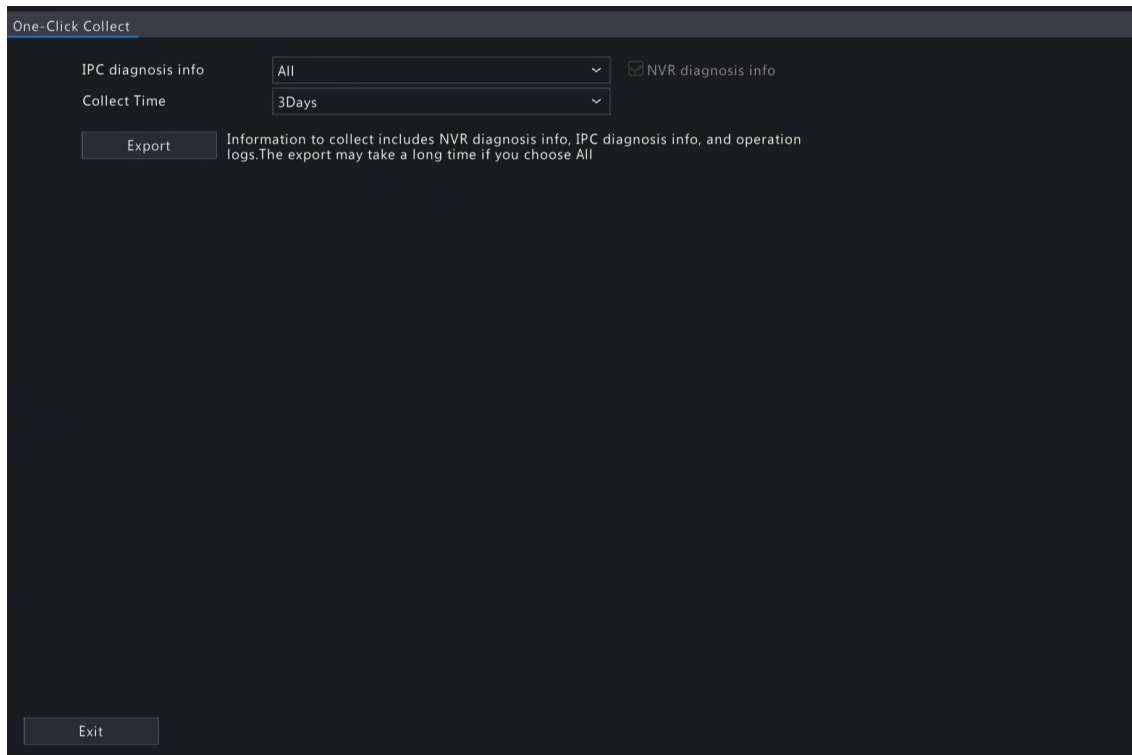 One-Click Collect
IPC diagnosis info All NVR diagnosis info
Collect Time 3Days
Export Information to collect includes NVR diagnosis info, IPC diagnosis info, and operation
logs.The export may take a long time if you choose All
Exit